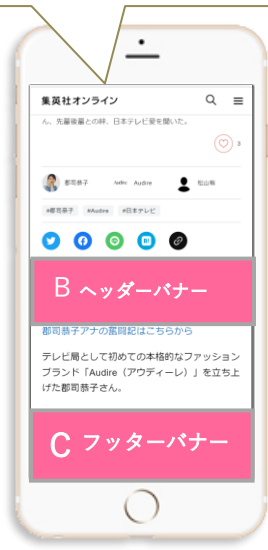 集英社オンライン
ん、先輩後輩との絆、日本テレビ愛を聞いた。
3
郡司恭子 Audire Audire 松山梢
#郡司恭子 #Audire #日本テレビ
B ヘッダーバナー
郡司恭子アナの奮闘記はこちらから
テレビ局として初めての本格的なファッション
ブランド「Audire（アウディーレ）」を立ち上
げた郡司恭子さん。
C フッターバナー